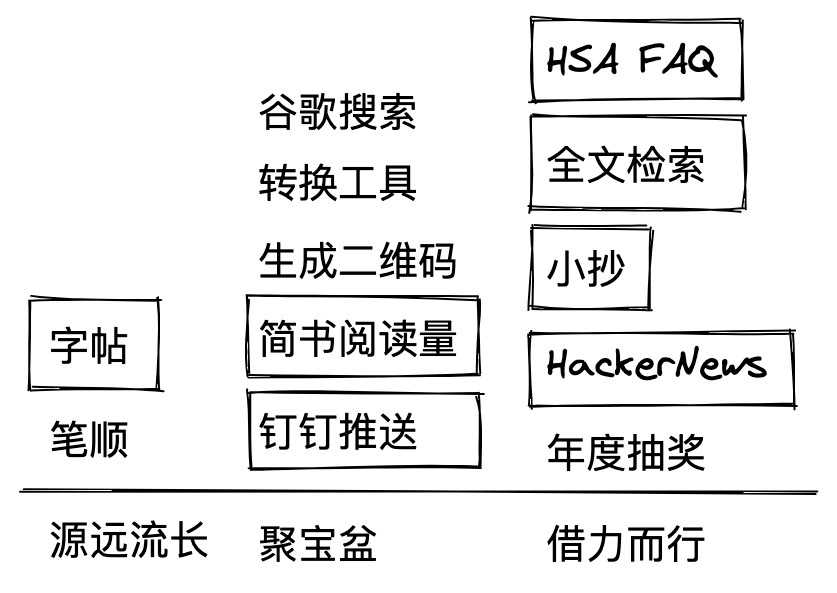 HSA FAQ
谷歌搜索
全文检索
转换工具
生成二维码
小抄
字帖
简书阅读量
HackerNews
笔顺
钉钉推送
年度抽奖
源远流长
聚宝盆
借力而行